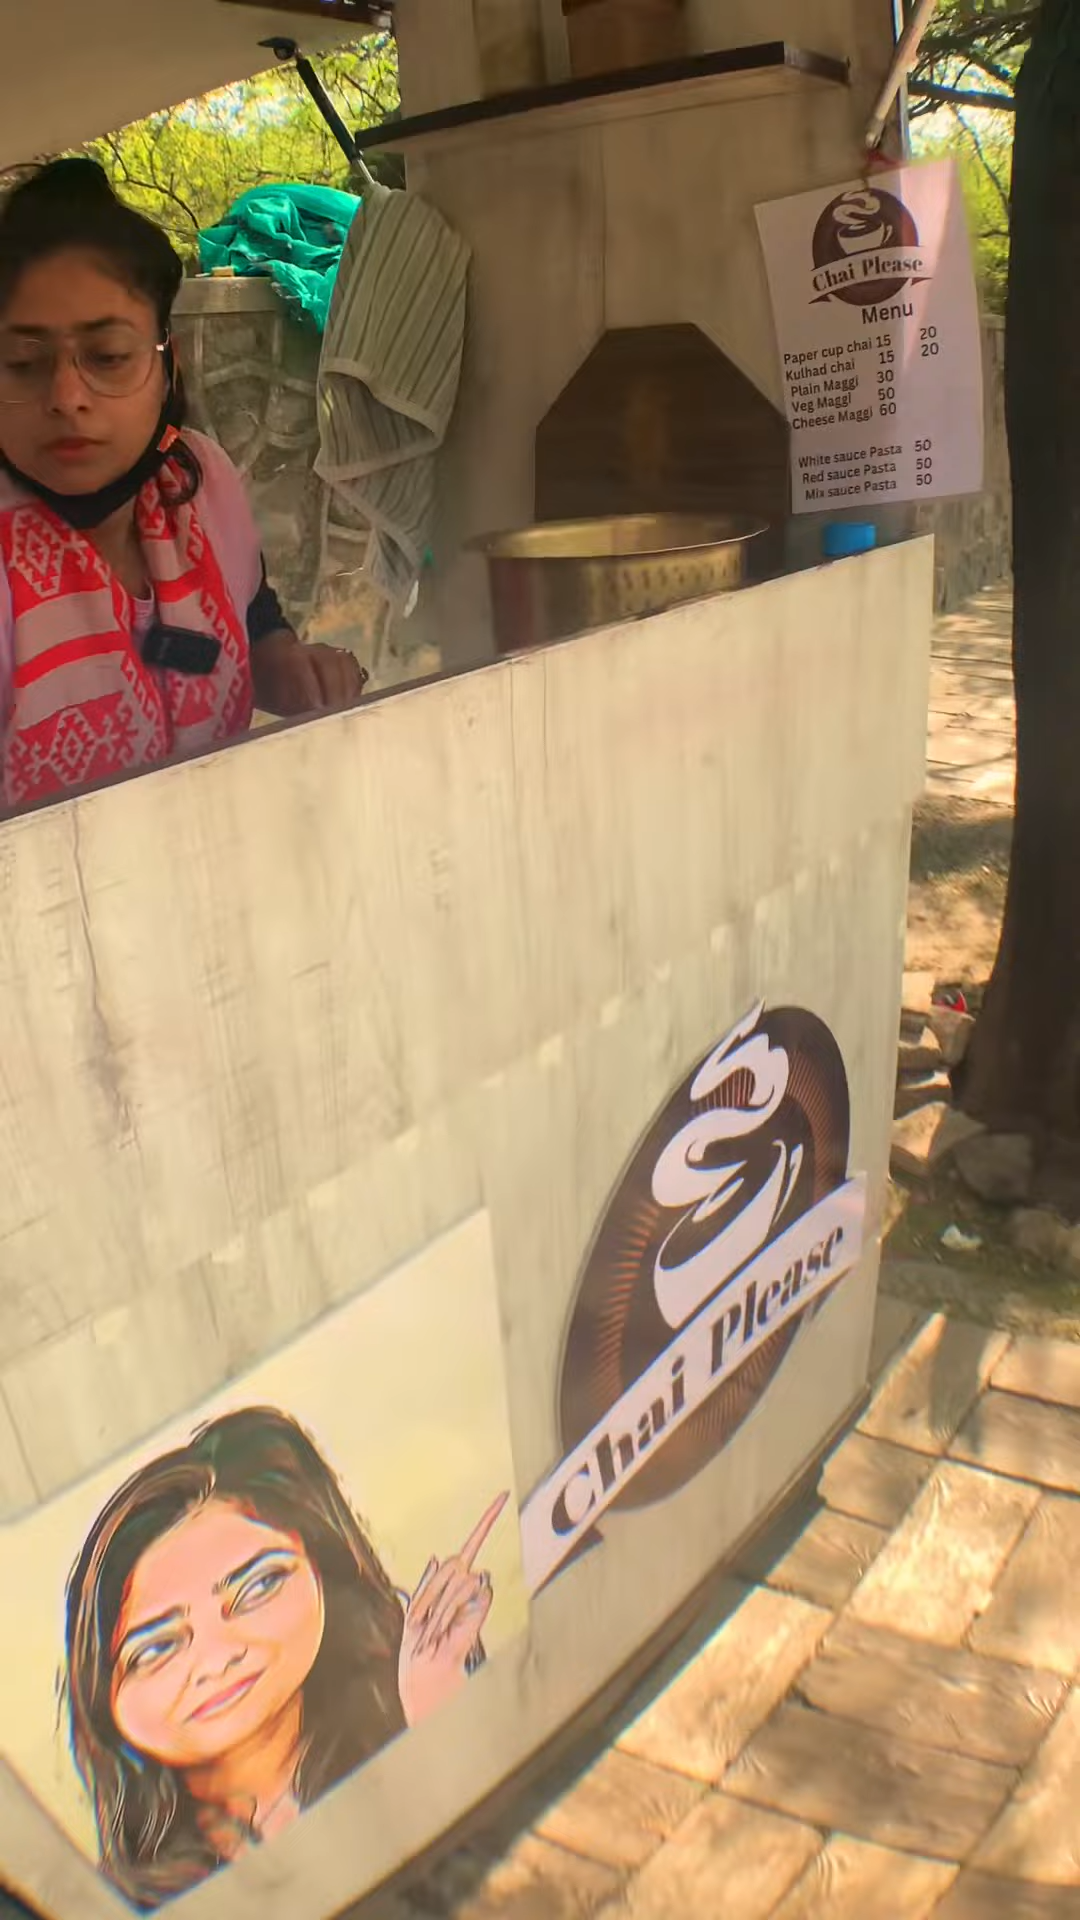 Chai Please
Menu
Paper cup chai 15 20
Kulhad chai 15 20
Plain Maggi 30
Veg Maggi 50
Cheese Maggi 60
White sauce Pasta 50
Red sauce Pasta 50
Mix sauce Pasta 50
Chai Please